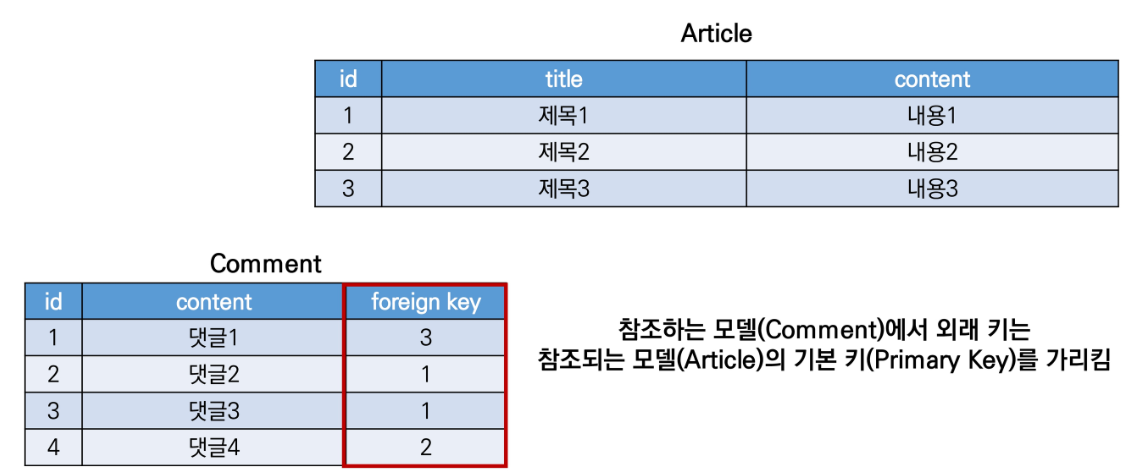 Article
id title content
1 제목1 내용1
2 제목2 내용2
3 제목3 내용3
Comment
id content foreign key
1 댓글1 3
2 댓글2 1
3 댓글3 1
4 댓글4 2
참조하는 모델(Comment)에서 외래 키는
참조되는 모델(Article)의 기본 키(Primary Key)를 가리킴